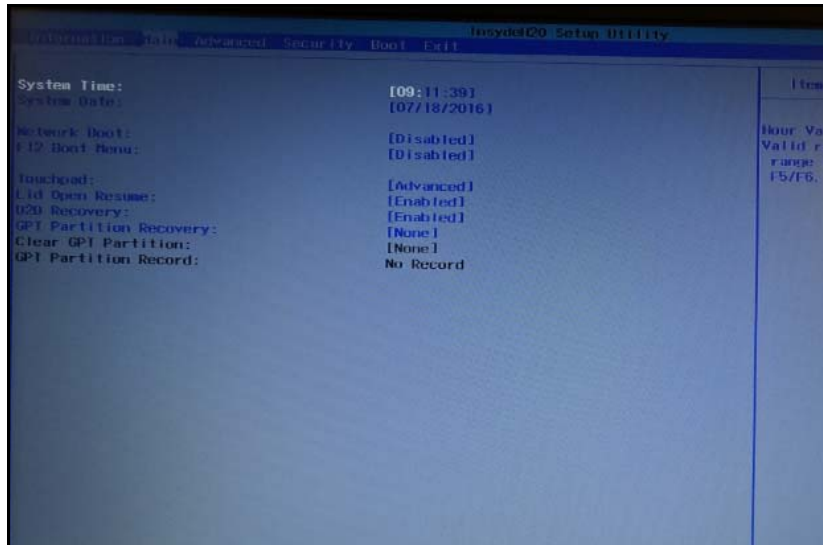 InsydeH20 Setup Utility
Information Main Advanced Security Boot Exit
System Time: [09:11:39]
Item
System Date: [07/18/2016]
Network Boot: [Disabled]
Hour Va
F12 Boot Menu: [Disabled]
Valid r
range
Touchpad: [Advanced]
F5/F6.
Lid Open Resume: [Enabled]
D2D Recovery: [Enabled]
GPT Partition Recovery: [None]
Clear GPT Partition: [None]
GPT Partition Record: No Record